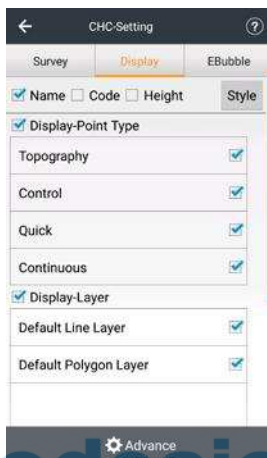 CHC-Setting ?
Survey Display EBubble
Name Code Height Style
Display-Point Type
Topography
Control
Quick
Continuous
Display-Layer
Default Line Layer
Default Polygon Layer
Advance